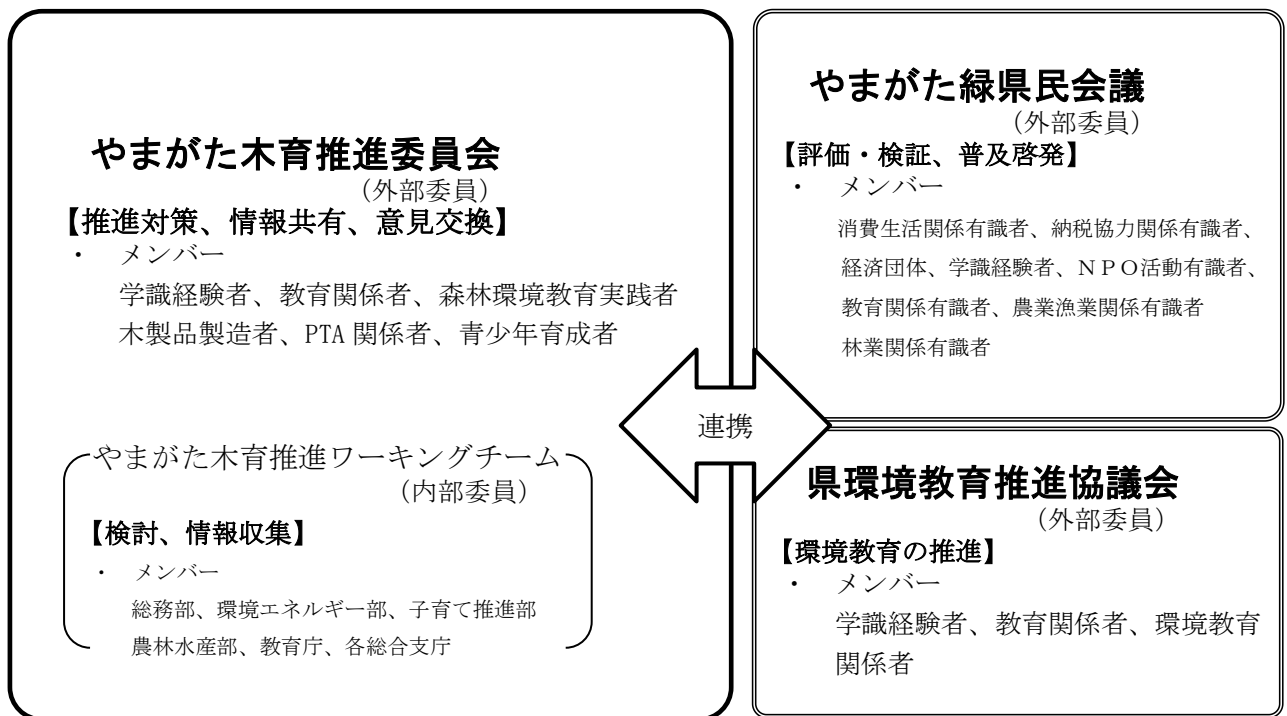 やまがた木育推進委員会
(外部委員)
【推進対策、情報共有、意見交換】
・ メンバー
学識経験者、教育関係者、森林環境教育実践者
木製品製造者、PTA 関係者、青少年育成者
やまがた木育推進ワーキングチーム
(内部委員)
【検討、情報収集】
・ メンバー
総務部、環境エネルギー部、子育て推進部
農林水産部、教育庁、各総合支庁
連携
やまがた緑県民会議
(外部委員)
【評価・検証、普及啓発】
・ メンバー
消費生活関係有識者、納税協力関係有識者、
経済団体、学識経験者、NPO活動有識者、
教育関係有識者、農業漁業関係有識者
林業関係有識者
県環境教育推進協議会
(外部委員)
【環境教育の推進】
・ メンバー
学識経験者、教育関係者、環境教育
関係者